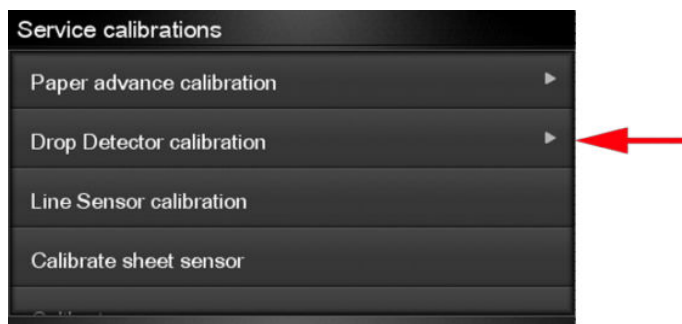 Service calibrations
Paper advance calibration
Drop Detector calibration
Line Sensor calibration
Calibrate sheet sensor